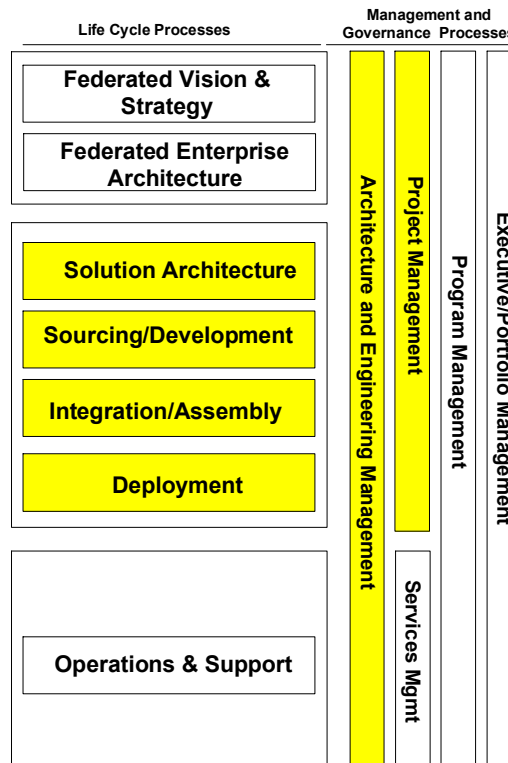 Life Cycle Processes
Management and
Governance Processes
Federated Vision &
Strategy
Federated Enterprise
Architecture
Solution Architecture
Sourcing/Development
Integration/Assembly
Deployment
Operations & Support
Architecture and Engineering Management
Project Management
Services Mgmt
Program Management
Executive/Portfolio Management